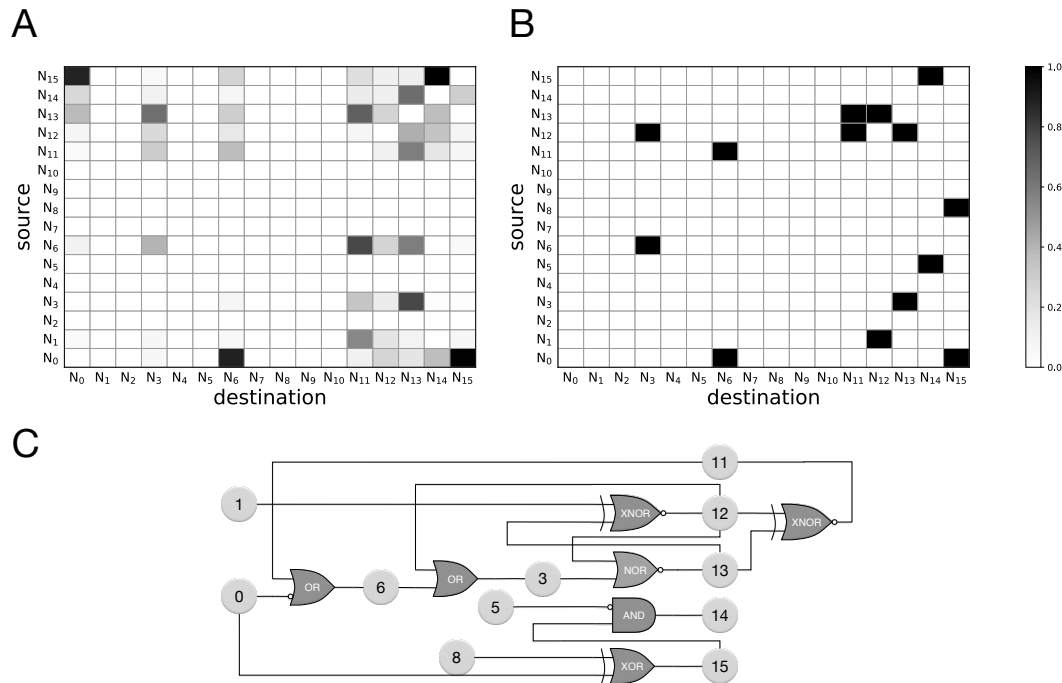 A
B
source
N15
N14
N13
N12
N11
N10
N9
N8
N7
N6
N5
N4
N3
N2
N1
N0
N0 N1 N2 N3 N4 N5 N6 N7 N8 N9 N10 N11 N12 N13 N14 N15
destination
source
N15
N14
N13
N12
N11
N10
N9
N8
N7
N6
N5
N4
N3
N2
N1
N0
N0 N1 N2 N3 N4 N5 N6 N7 N8 N9 N10 N11 N12 N13 N14 N15
destination
1.0
0.8
0.6
0.4
0.2
0.0
C
11
1
XNOR
12
XNOR
0
OR
6
OR
3
NOR
13
5
AND
14
8
XOR
15